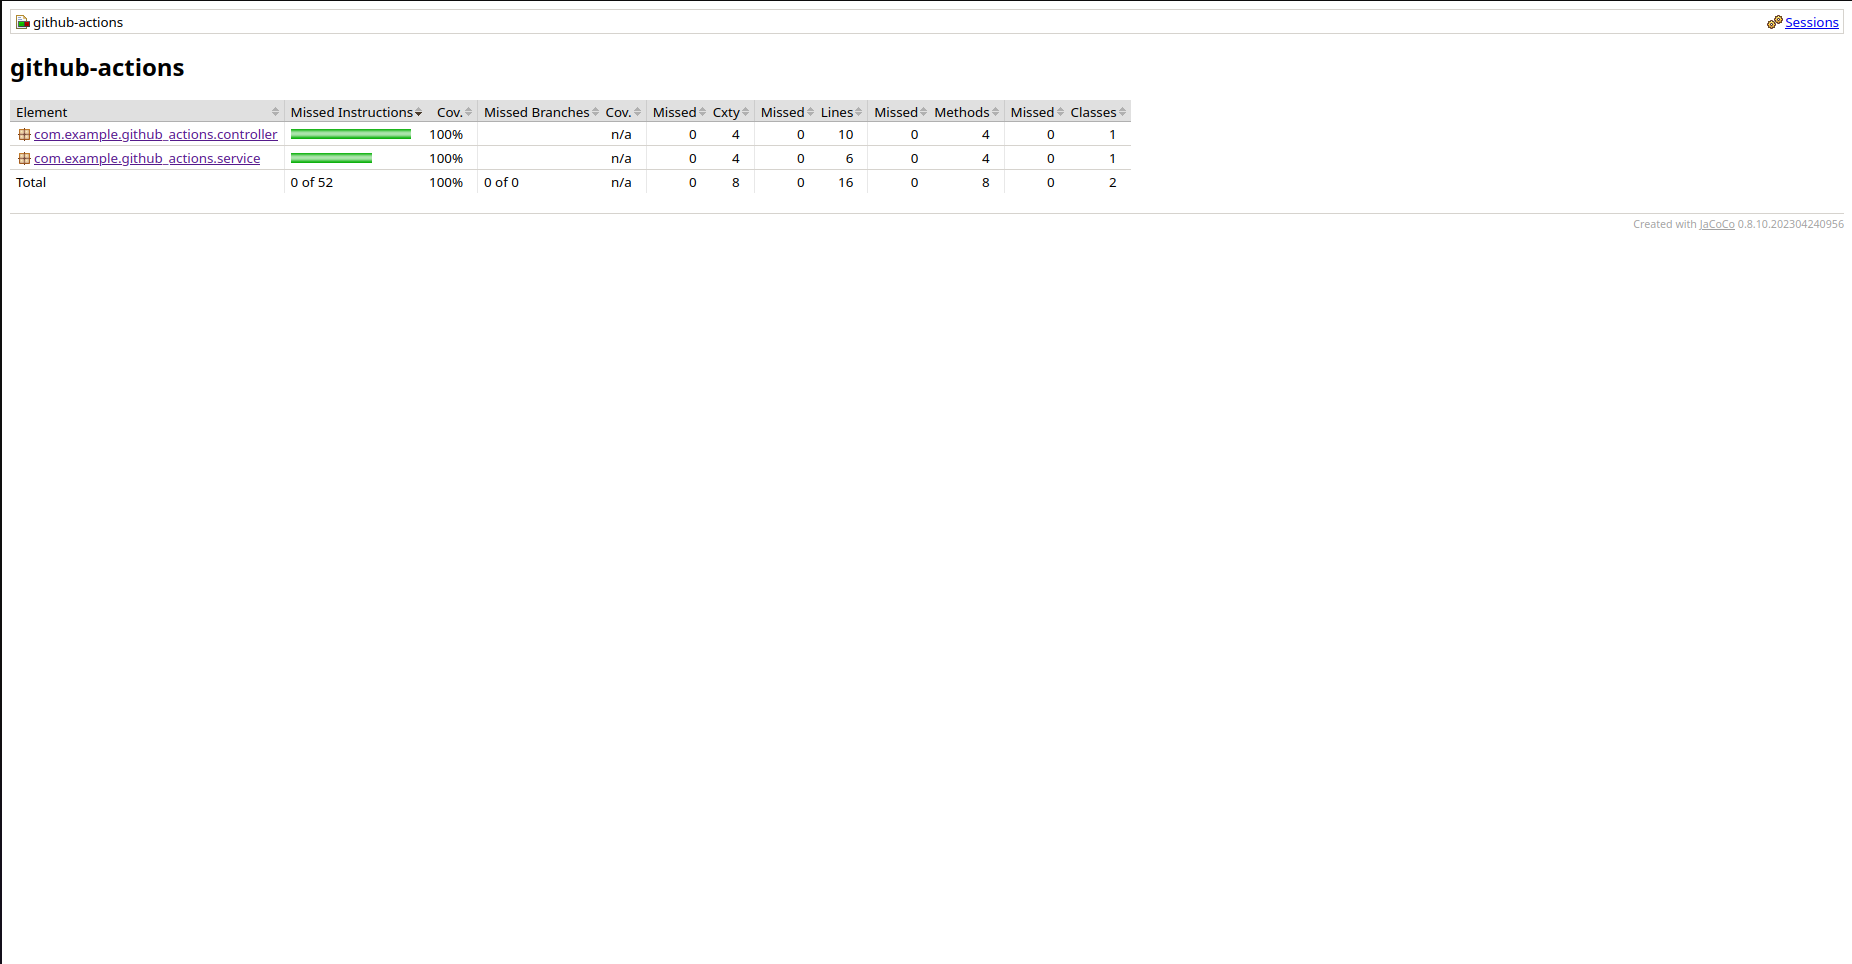 github-actions Sessions
github-actions
Element Missed Instructions Cov. Missed Branches Cov. Missed Cxty Missed Lines Missed Methods Missed Classes
com.example.github_actions.controller 100% n/a 0 4 0 10 0 4 0 1
com.example.github_actions.service 100% n/a 0 4 0 6 0 4 0 1
Total 0 of 52 100% 0 of 0 n/a 0 8 0 16 0 8 0 2
Created with JaCoCo 0.8.10.202304240956